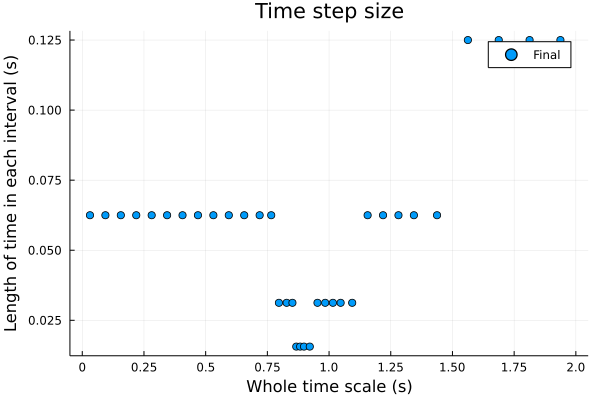 Time step size
Length of time in each interval (s)
0.125
0.100
0.075
0.050
0.025
Final
0 0.25 0.5 0.75 1.0 1.25 1.50 1.75 2.0
Whole time scale (s)